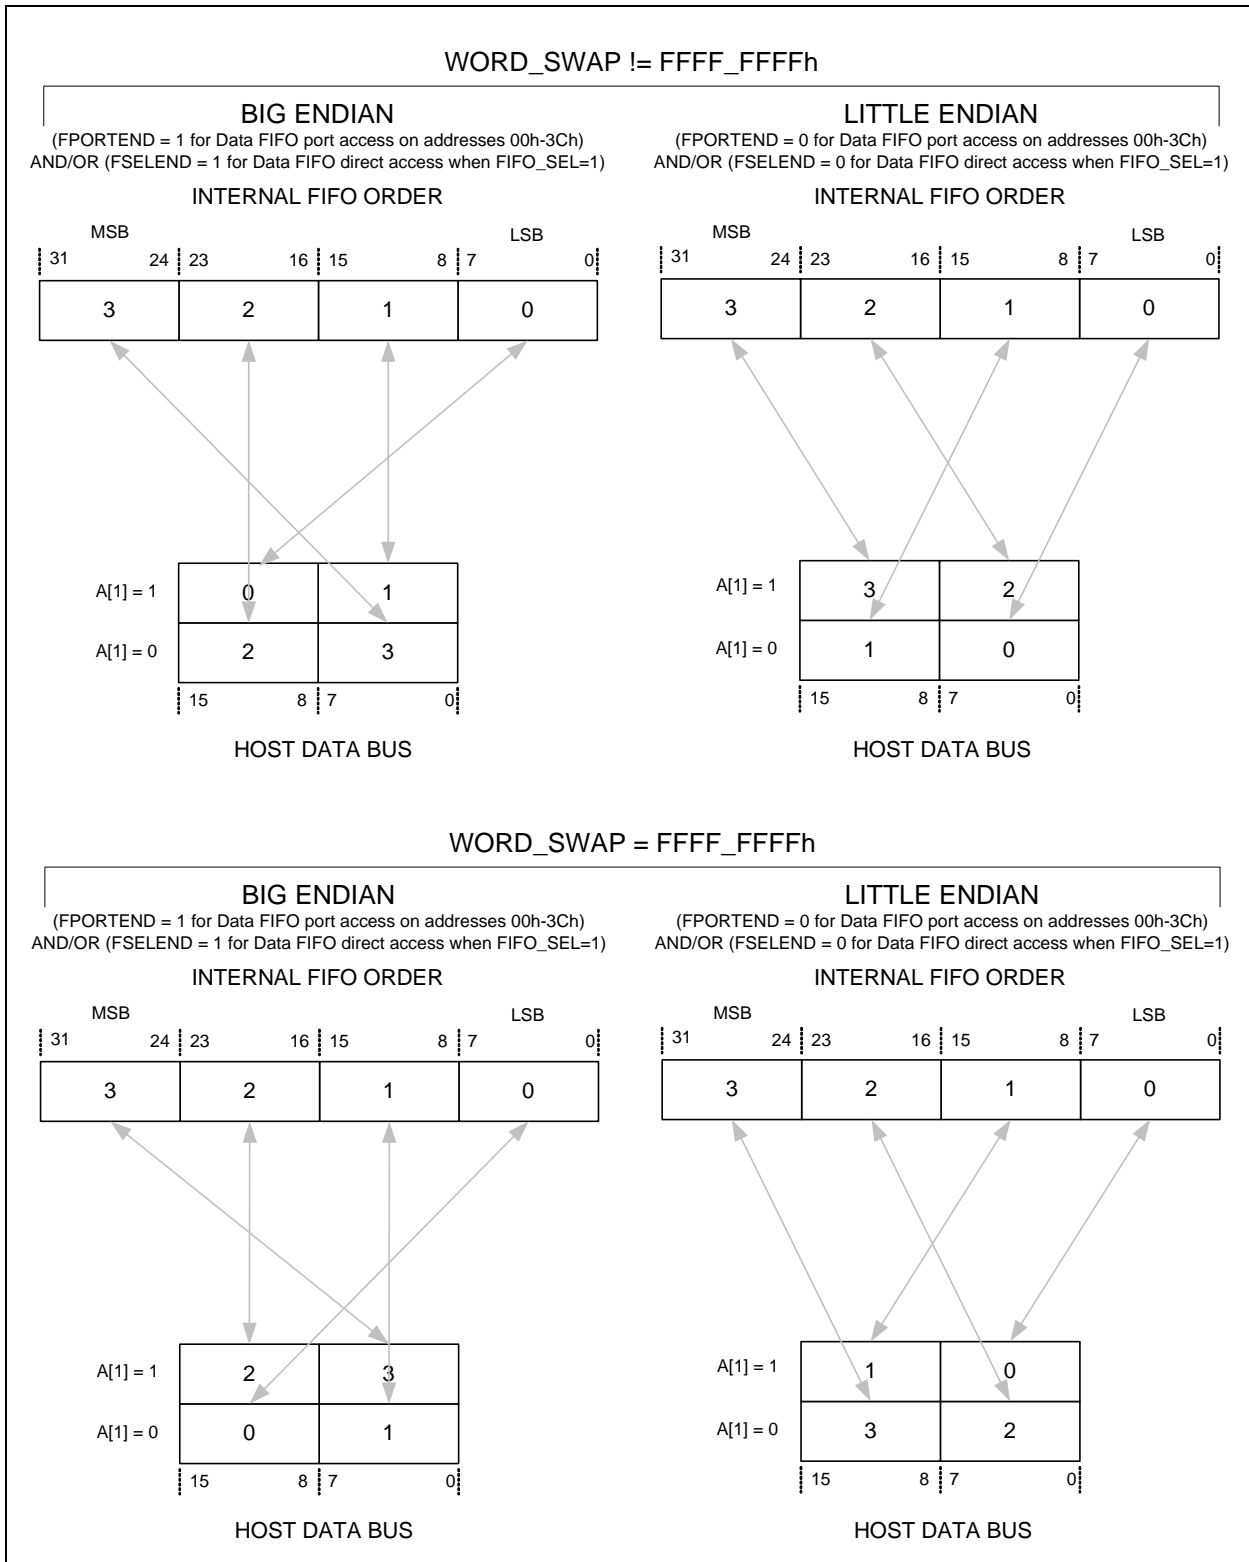 WORD_SWAP != FFFF_FFFFh
BIG ENDIAN
(FPORTEND = 1 for Data FIFO port access on addresses 00h-3Ch)
AND/OR (FSELEND = 1 for Data FIFO direct access when FIFO_SEL=1)
INTERNAL FIFO ORDER
MSB LSB
31 24 23 16 15 8 7 0
3 2 1 0
A[1] = 1 0 1
A[1] = 0 2 3
15 8 7 0
HOST DATA BUS
LITTLE ENDIAN
(FPORTEND = 0 for Data FIFO port access on addresses 00h-3Ch)
AND/OR (FSELEND = 0 for Data FIFO direct access when FIFO_SEL=1)
INTERNAL FIFO ORDER
MSB LSB
31 24 23 16 15 8 7 0
3 2 1 0
A[1] = 1 3 2
A[1] = 0 1 0
15 8 7 0
HOST DATA BUS
WORD_SWAP = FFFF_FFFFh
BIG ENDIAN
(FPORTEND = 1 for Data FIFO port access on addresses 00h-3Ch)
AND/OR (FSELEND = 1 for Data FIFO direct access when FIFO_SEL=1)
INTERNAL FIFO ORDER
MSB LSB
31 24 23 16 15 8 7 0
3 2 1 0
A[1] = 1 2 3
A[1] = 0 0 1
15 8 7 0
HOST DATA BUS
LITTLE ENDIAN
(FPORTEND = 0 for Data FIFO port access on addresses 00h-3Ch)
AND/OR (FSELEND = 0 for Data FIFO direct access when FIFO_SEL=1)
INTERNAL FIFO ORDER
MSB LSB
31 24 23 16 15 8 7 0
3 2 1 0
A[1] = 1 1 0
A[1] = 0 3 2
15 8 7 0
HOST DATA BUS